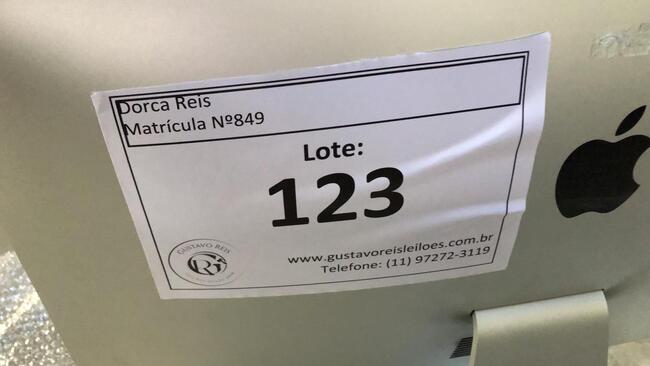 Dorca Reis
Matrícula Nº849
Lote:
123
GUSTAVO REIS
www.gustavoreisleiloes.com.br
Telefone: (11) 97272-3119